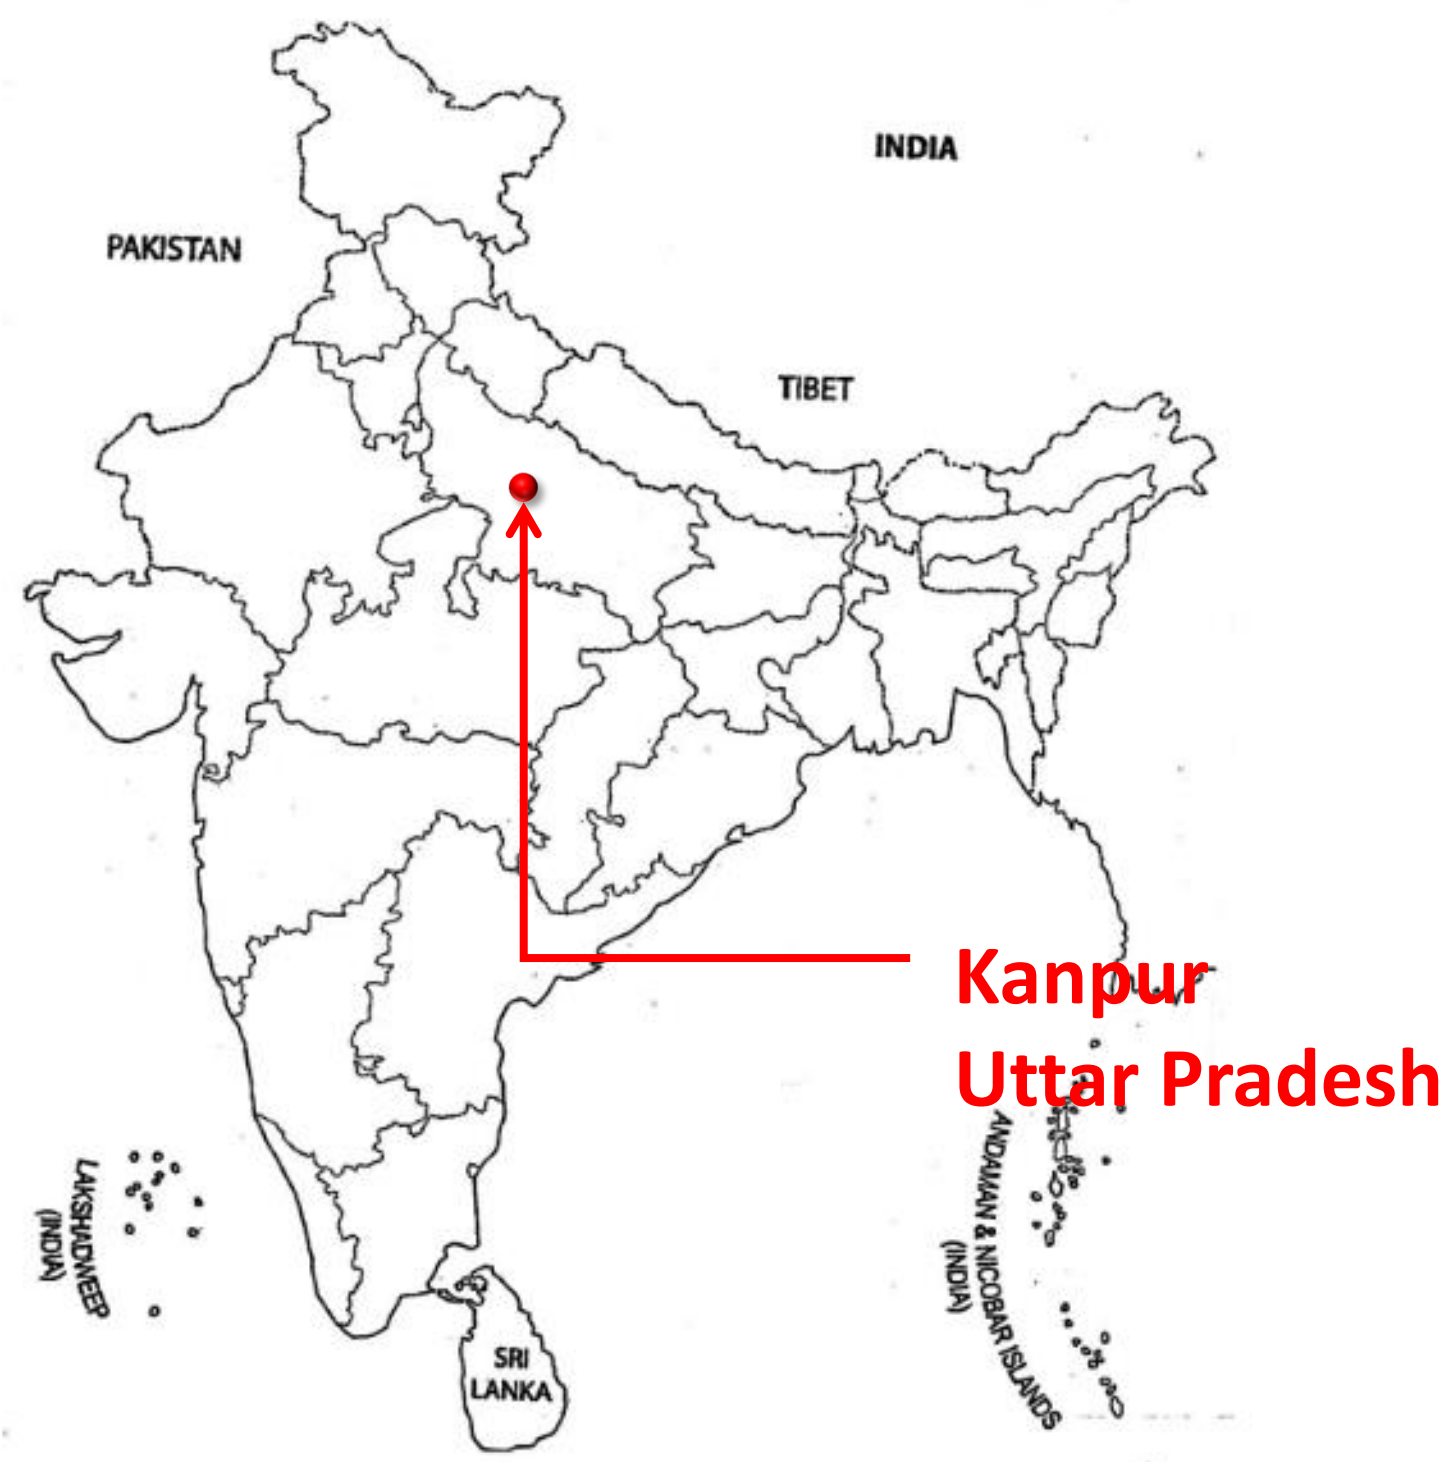 INDIA
PAKISTAN
TIBET
Kanpur
Uttar Pradesh
LAKSHADWEEP
(INDIA)
ANDAMAN & NICOBAR ISLANDS
(INDIA)
SRI
LANKA